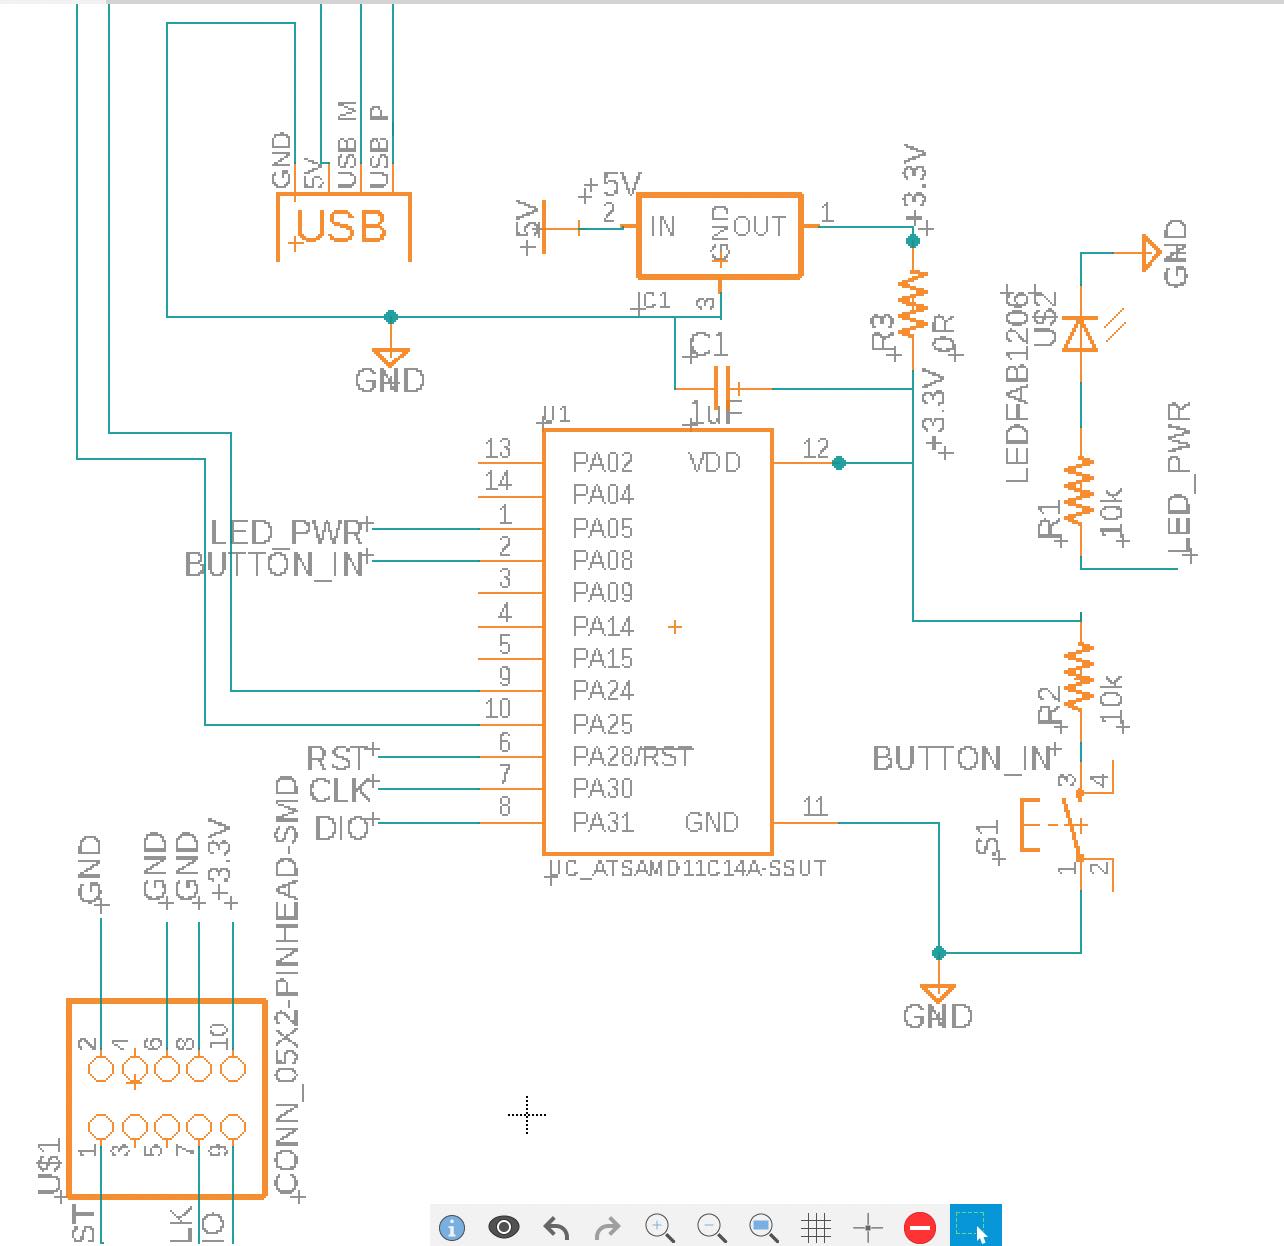 GND
5V
USB_M
USB_P
USB
+5V
+5V
2
IN
GND
OUT
1
3
+3.3V
GND
IC1
R3
0R
LEDFAB1206
U$2
GND
C1
1uF
+3.3V
U1
13
PA02
VDD
12
14
PA04
LED_PWR
1
PA05
BUTTON_IN
2
PA08
3
PA09
4
PA14
5
PA15
9
PA24
10
PA25
RST
6
PA28/RST
CLK
7
PA30
DIO
8
PA31
GND
11
UC_ATSAMD11C14A-SSUT
R1
10k
LED_PWR
R2
10k
BUTTON_IN
3
4
S1
1
2
GND
GND
GND
GND
+3.3V
2
4
6
8
10
1
3
5
7
9
U$1
CONN_05X2-PINHEAD-SMD
ST
LK
IO